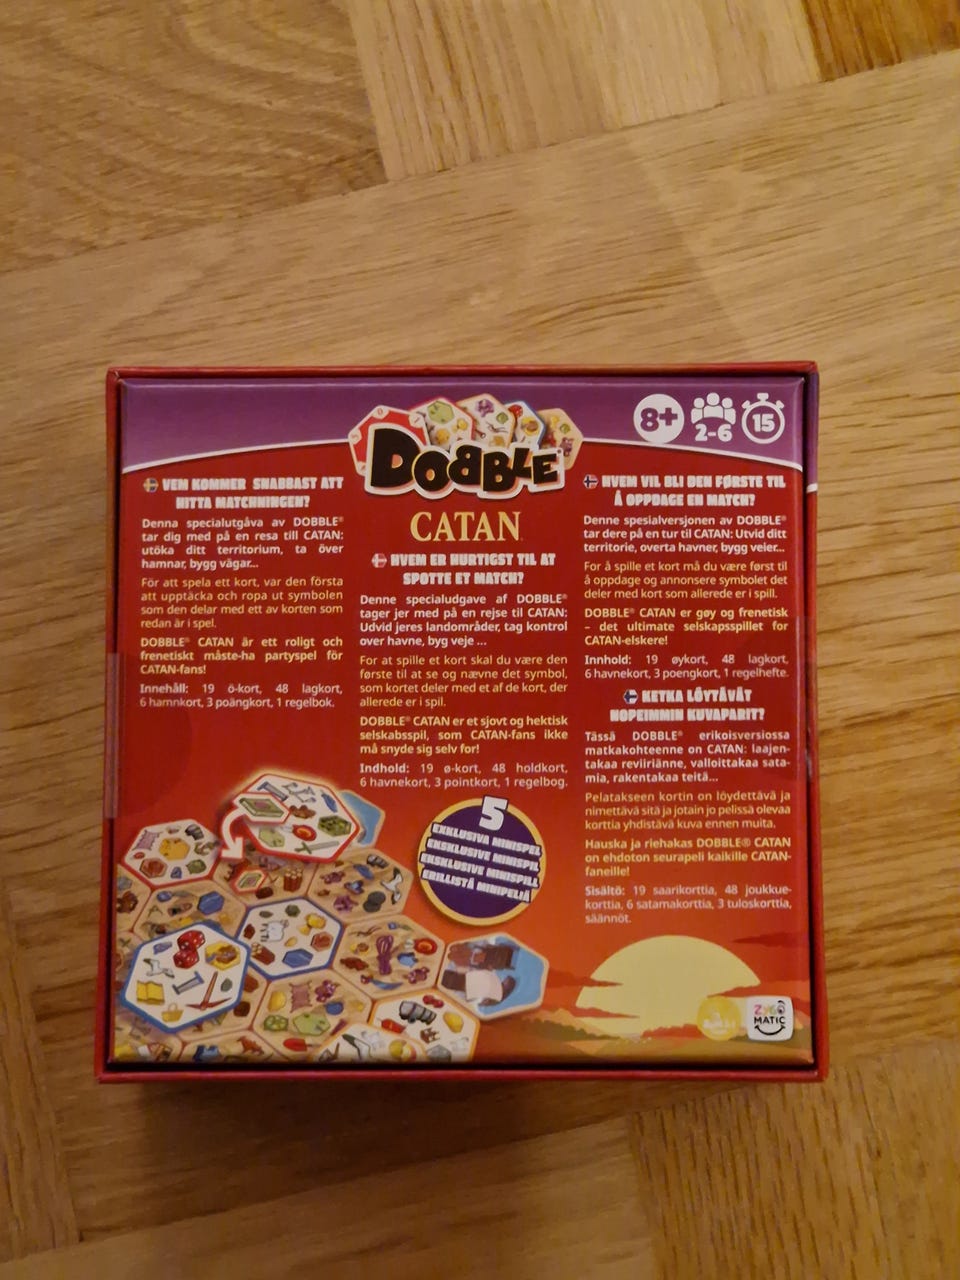 8+
2-6
15
DOBBLE
CATAN
VEM KOMMER SNABBAST ATT
HITTA MATCHNINGEN?
Denna specialutgåva av DOBBLE®
tar dig med på en resa till CATAN:
utöka ditt territorium, ta över
hamnar, bygg vägar...
För att spela ett kort, var den första
att upptäcka och ropa ut symbolen
som den delar med ett av korten som
redan är i spel.
DOBBLE® CATAN är ett roligt och
frenetiskt måste-ha partyspel för
CATAN-fans!
Innehåll: 19 ö-kort, 48 lagkort,
6 hamnkort, 3 poängkort, 1 regelbok.
HVEM ER HURTIGST TIL AT
SPOTTE ET MATCH?
Denne specialudgave af DOBBLE®
tager jer med på en rejse til CATAN:
Udvid jeres landområder, tag kontrol
over havne, byg veje ...
For at spille et kort skal du være den
første til at se og nævne det symbol,
som kortet deler med et af de kort, der
allerede er i spil.
DOBBLE® CATAN er et sjovt og hektisk
selskabsspil, som CATAN-fans ikke
må snyde sig selv for!
Indhold: 19 ø-kort, 48 holdkort,
6 havnekort, 3 pointkort, 1 regelbog.
HVEM VIL BLI DEN FØRSTE TIL
Å OPPDAGE EN MATCH?
Denne spesialversjonen av DOBBLE®
tar dere på en tur til CATAN: Utvid ditt
territorie, overta havner, bygg veier...
For å spille et kort må du være først til
å oppdage og annonsere symbolet det
deler med kort som allerede er i spill.
DOBBLE® CATAN er gøy og frenetisk
– det ultimate selskapsspillet for
CATAN-elskere!
Innhold: 19 øykort, 48 lagkort,
6 havnekort, 3 poengkort, 1 regelhefte.
KETKA LÖYTÄVÄT
NOPEIMMIN KUVAPARIT?
Tässä DOBBLE® erikoisversiossa
matkakohteenne on CATAN: laajen-
takaa reviiriänne, valloittakaa sata-
mia, rakentakaa teitä...
Pelatakseen kortin on löydettävä ja
nimettävä sitä ja jotain jo pelissä olevaa
korttia yhdistävä kuva ennen muita.
Hauska ja riehakas DOBBLE® CATAN
on ehdoton seurapeli kaikille CATAN-
faneille!
Sisältö: 19 saarikorttia, 48 joukkue-
korttia, 6 satamakorttia, 3 tuloskorttia,
säännöt.
5
EXKLUSIVA MINISPEL
EKSKLUSIVE MINISPIL
EKSKLUSIVE MINISPILL
ERILLISTÄ MINIPELIÄ
ZYGO
MATIC